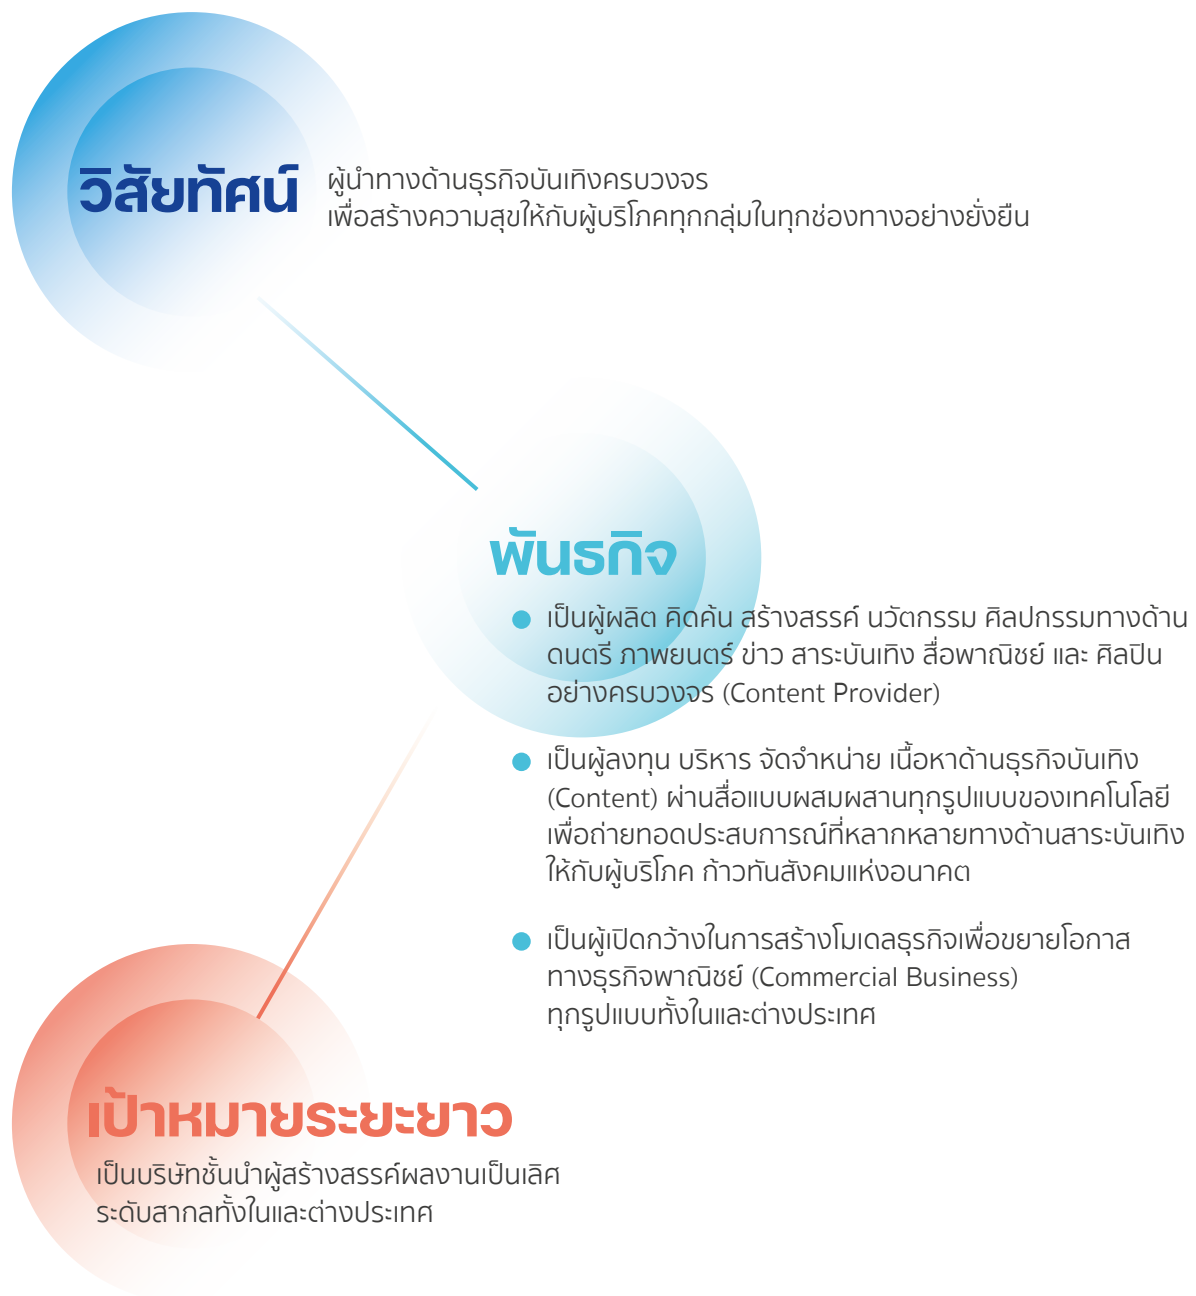 วิสัยทัศน์
ผู้นำทางด้านธุรกิจบันเทิงครบวงจร
เพื่อสร้างความสุขให้กับผู้บริโภคทุกกลุ่มในทุกช่องทางอย่างยั่งยืน
พันธกิจ
เป็นผู้ผลิต คิดค้น สร้างสรรค์ นวัตกรรม ศิลปกรรมทางด้าน
ดนตรี ภาพยนตร์ ข่าว สาระบันเทิง สื่อพาณิชย์ และ ศิลปิน
อย่างครบวงจร (Content Provider)
เป็นผู้ลงทุน บริหาร จัดจำหน่าย เนื้อหาด้านธุรกิจบันเทิง
(Content) ผ่านสื่อแบบผสมผสานทุกรูปแบบของเทคโนโลยี
เพื่อถ่ายทอดประสบการณ์ที่หลากหลายทางด้านสาระบันเทิง
ให้กับผู้บริโภค ก้าวทันสังคมแห่งอนาคต
เป็นผู้เปิดกว้างในการสร้างโมเดลธุรกิจเพื่อขยายโอกาส
ทางธุรกิจพาณิชย์ (Commercial Business)
ทุกรูปแบบทั้งในและต่างประเทศ
เป้าหมายระยะยาว
เป็นบริษัทชั้นนำผู้สร้างสรรค์ผลงานเป็นเลิศ
ระดับสากลทั้งในและต่างประเทศ